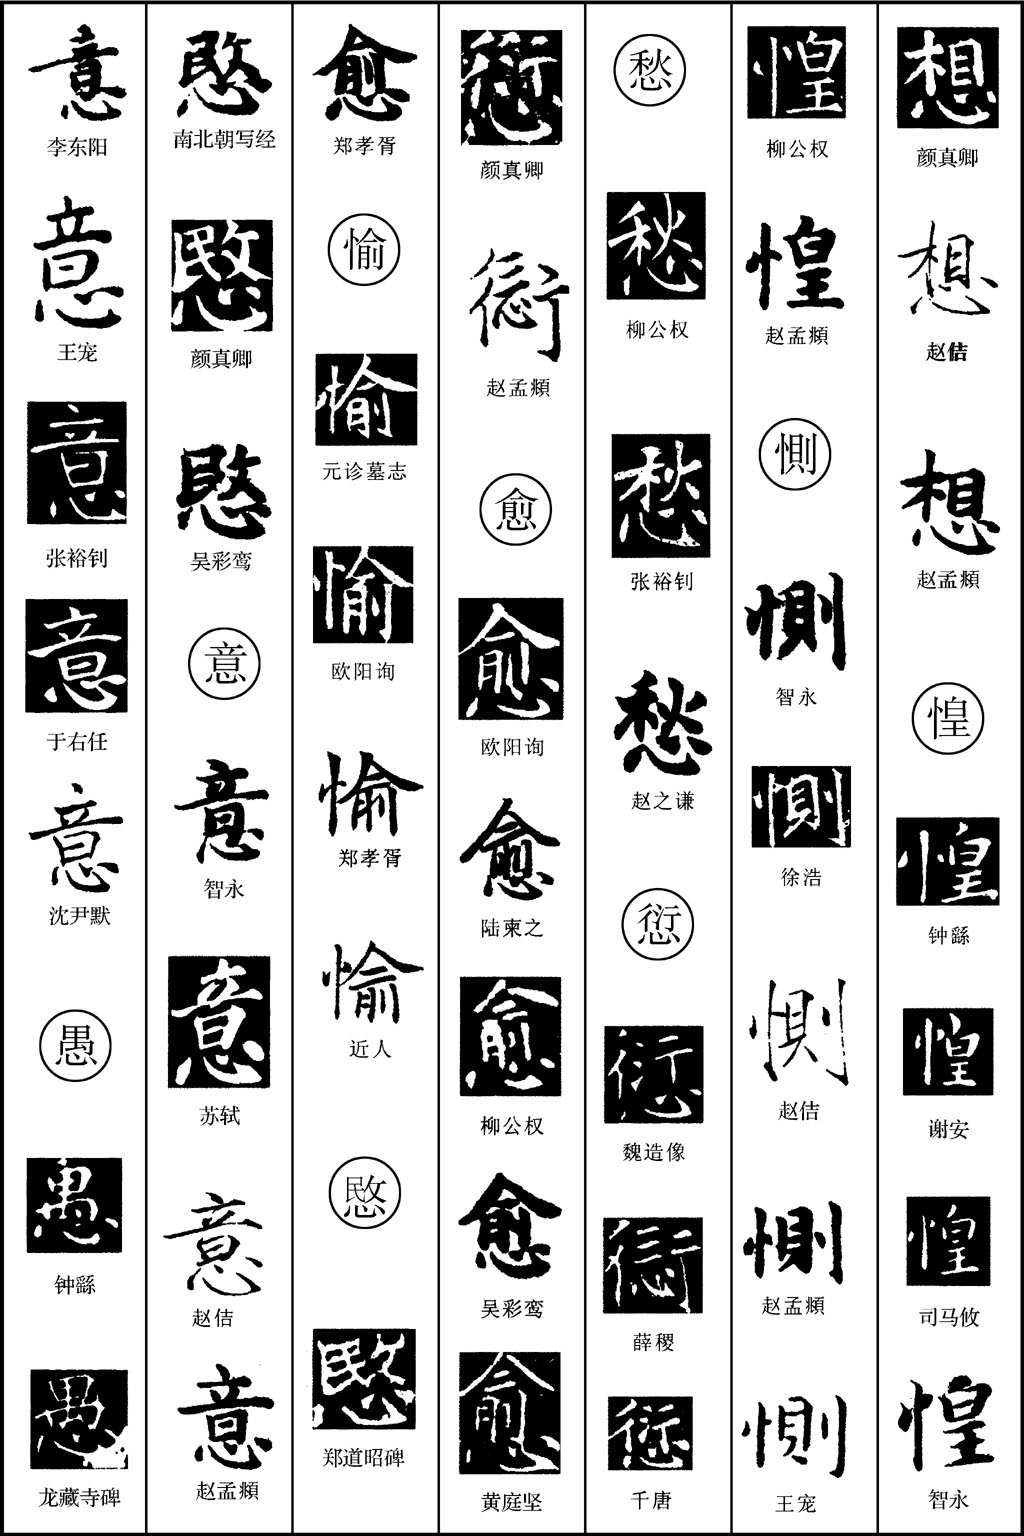 想
颜真卿
想
赵佶
想
赵孟頫
惶
惶
钟繇
惶
谢安
惶
司马攸
惶
智永
惶
柳公权
惶
赵孟頫
惻
惻
智永
惻
徐浩
惻
赵佶
惻
赵孟頫
惻
王宠
愁
愁
柳公权
愁
张裕钊
愁
赵之谦
愆
愆
魏造像
愆
薛稷
愆
千唐
愆
颜真卿
愆
赵孟頫
愈
愈
欧阳询
愈
陆柬之
愈
柳公权
愈
吴彩鸾
愈
黄庭坚
愈
郑孝胥
愉
愉
元诊墓志
愉
欧阳询
愉
郑孝胥
愉
近人
愍
愍
郑道昭碑
愍
南北朝写经
愍
颜真卿
愍
吴彩鸾
意
意
智永
意
苏轼
意
赵佶
意
赵孟頫
意
李东阳
意
王宠
意
张裕钊
意
于右任
意
沈尹默
愚
愚
钟繇
愚
龙藏寺碑